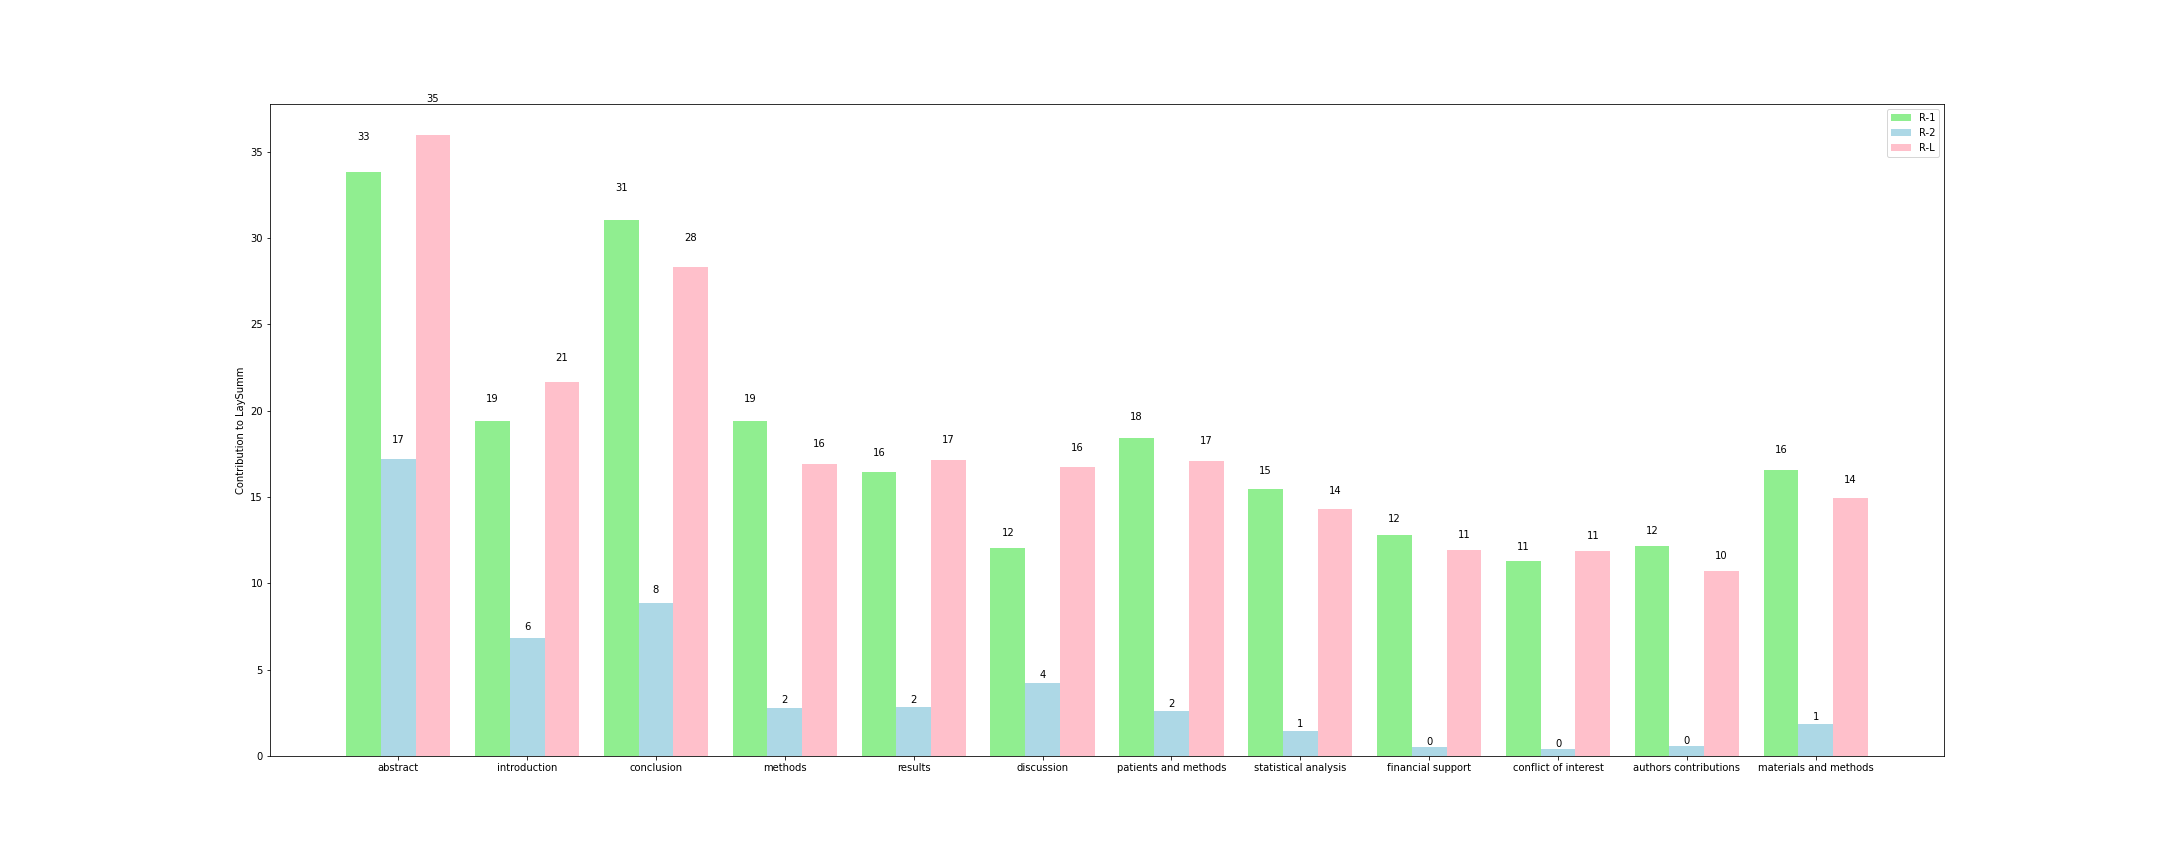 35
R-1
R-2
R-L
33
31
28
21
19
17
6
8
19
2
16
16
2
17
12
4
16
18
2
17
15
1
14
12
0
11
11
0
11
12
0
10
16
1
14
35
30
25
20
15
10
5
0
Contribution to LaySumm
abstract
introduction
conclusion
methods
results
discussion
patients and methods
statistical analysis
financial support
conflict of interest
authors contributions
materials and methods